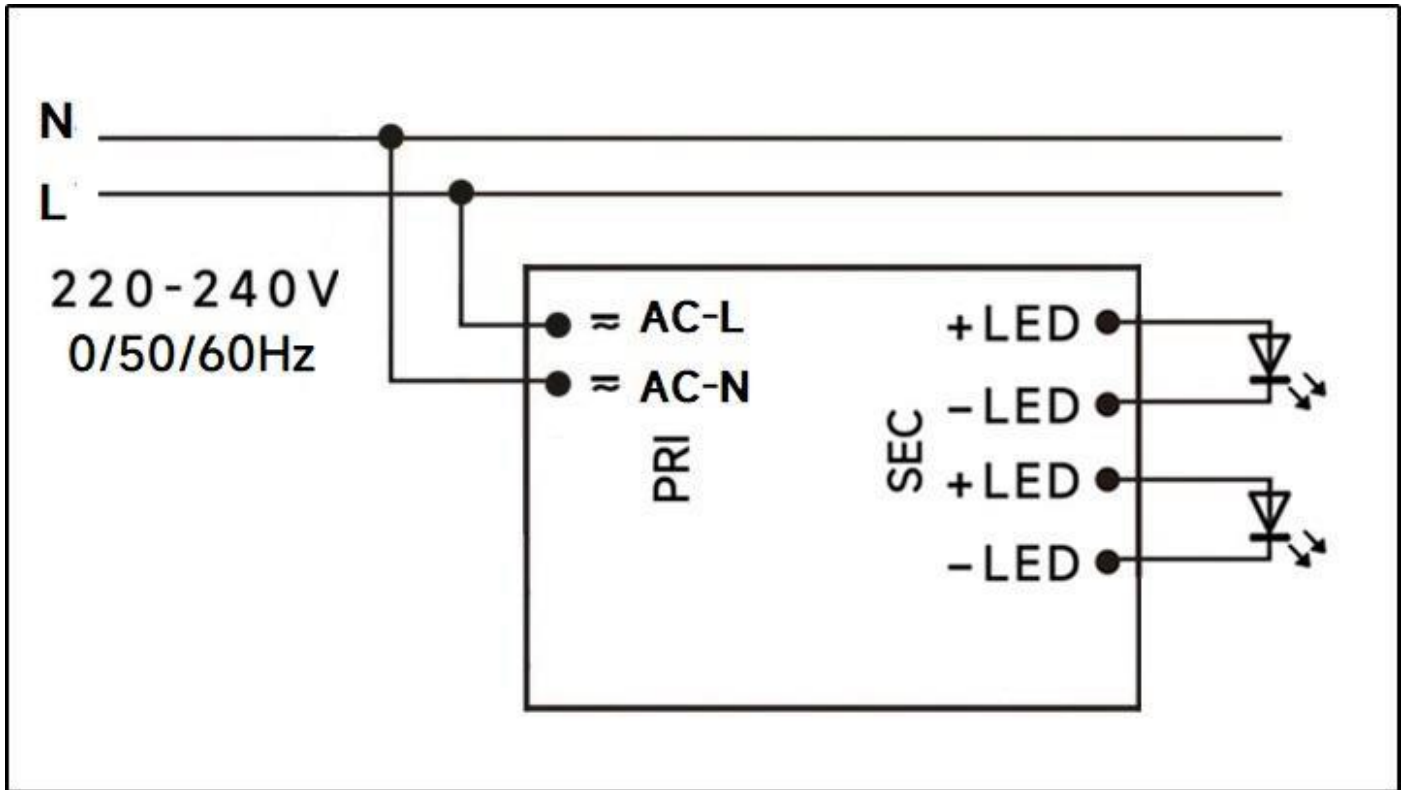 N
L
220-240V
0/50/60Hz
≂ AC-L
≂ AC-N
PRI
SEC
+LED
-LED
+LED
-LED